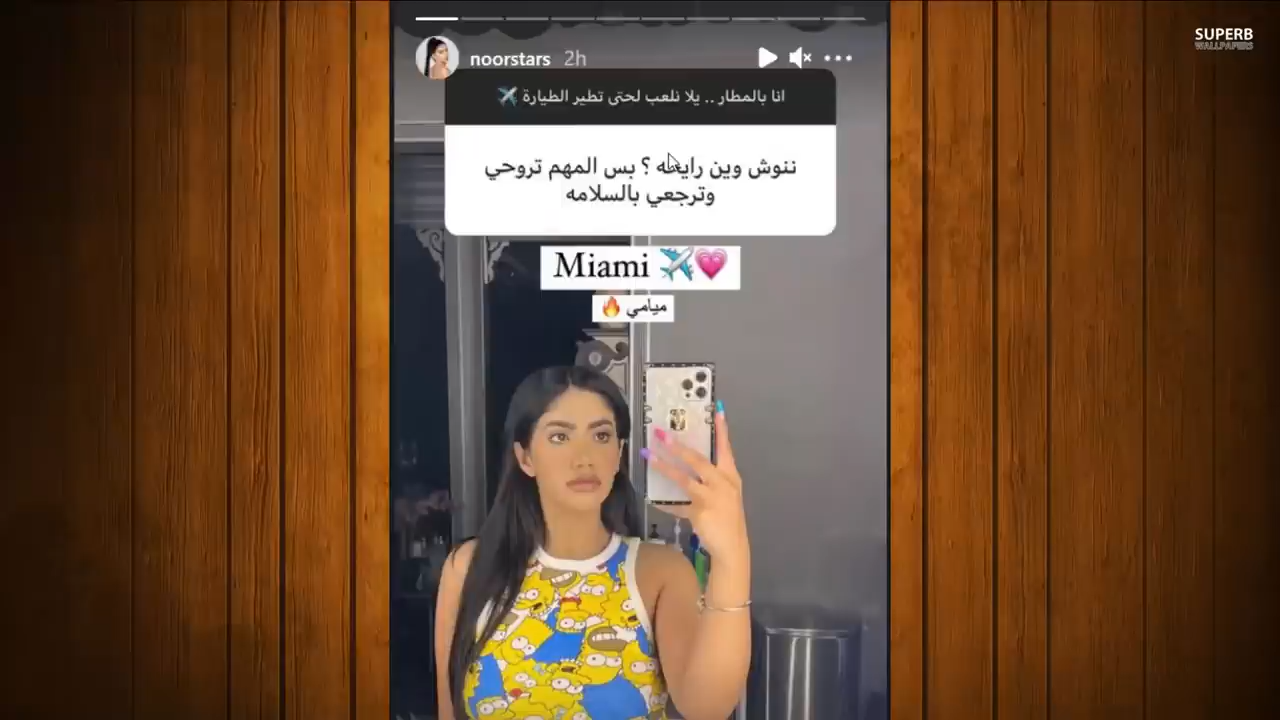 SUPERB
WALLPAPERS
noorstars 2h
انا بالمطار .. يلا نلعب لحتى تطير الطيارة ✈️
ننوش وين رايحه ؟ بس المهم تروحي
وترجعي بالسلامه
Miami ✈️💗
ميامي 🔥